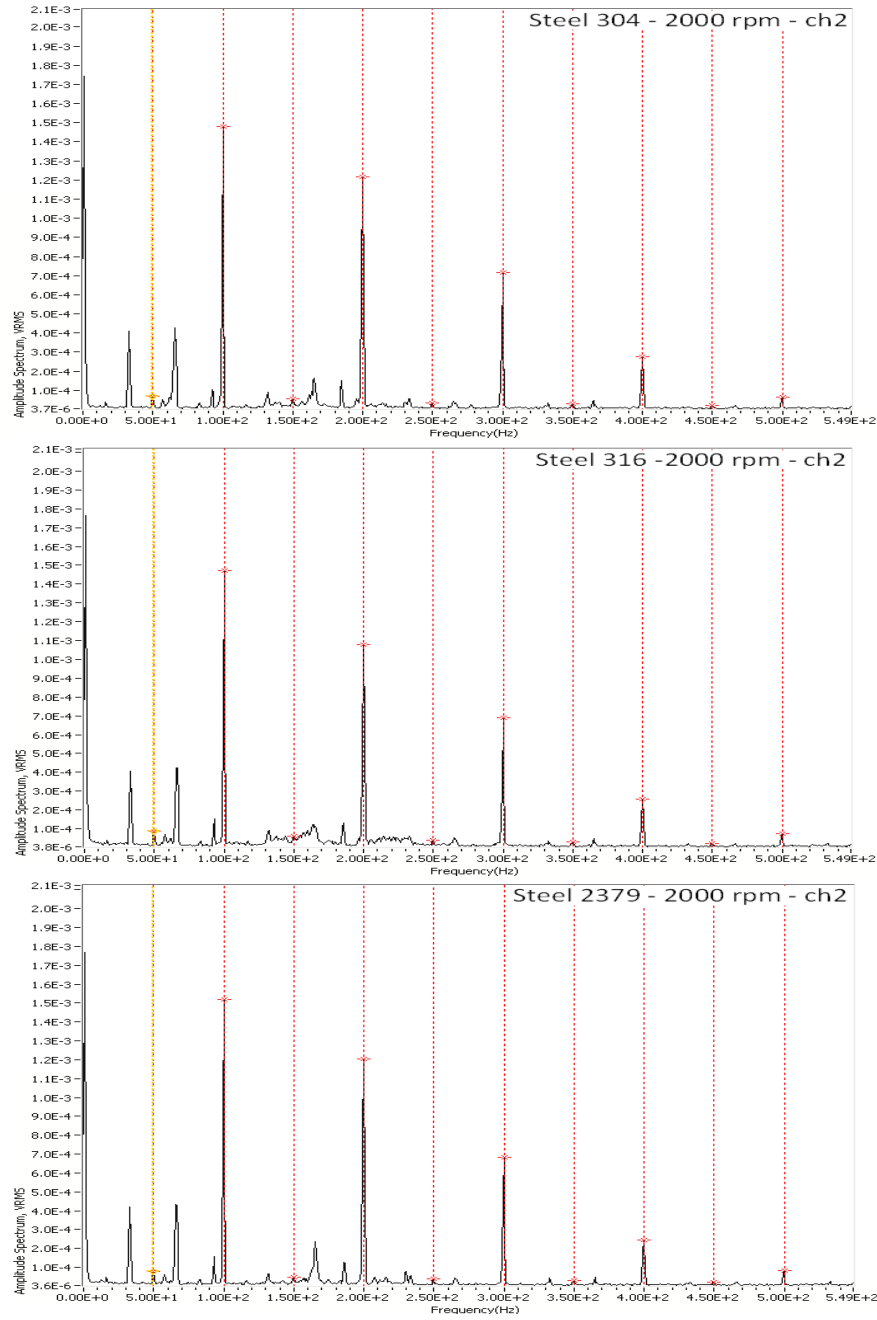 Steel 304 - 2000 rpm - ch2
2.1E-3
2.0E-3
1.9E-3
1.8E-3
1.7E-3
1.6E-3
1.5E-3
1.4E-3
1.3E-3
1.2E-3
1.1E-3
1.0E-3
9.0E-4
8.0E-4
7.0E-4
6.0E-4
5.0E-4
4.0E-4
3.0E-4
2.0E-4
1.0E-4
3.7E-6
Amplitude Spectrum, VRMS
0.00E+0 5.00E+1 1.00E+2 1.50E+2 2.00E+2 2.50E+2 3.00E+2 3.50E+2 4.00E+2 4.50E+2 5.00E+2 5.49E+2
Frequency(Hz)
Steel 316 -2000 rpm - ch2
2.1E-3
2.0E-3
1.9E-3
1.8E-3
1.7E-3
1.6E-3
1.5E-3
1.4E-3
1.3E-3
1.2E-3
1.1E-3
1.0E-3
9.0E-4
8.0E-4
7.0E-4
6.0E-4
5.0E-4
4.0E-4
3.0E-4
2.0E-4
1.0E-4
3.8E-6
Amplitude Spectrum, VRMS
0.00E+0 5.00E+1 1.00E+2 1.50E+2 2.00E+2 2.50E+2 3.00E+2 3.50E+2 4.00E+2 4.50E+2 5.00E+2 5.49E+2
Frequency(Hz)
Steel 2379 - 2000 rpm - ch2
2.1E-3
2.0E-3
1.9E-3
1.8E-3
1.7E-3
1.6E-3
1.5E-3
1.4E-3
1.3E-3
1.2E-3
1.1E-3
1.0E-3
9.0E-4
8.0E-4
7.0E-4
6.0E-4
5.0E-4
4.0E-4
3.0E-4
2.0E-4
1.0E-4
3.6E-6
Amplitude Spectrum, VRMS
0.00E+0 5.00E+1 1.00E+2 1.50E+2 2.00E+2 2.50E+2 3.00E+2 3.50E+2 4.00E+2 4.50E+2 5.00E+2 5.49E+2
Frequency(Hz)